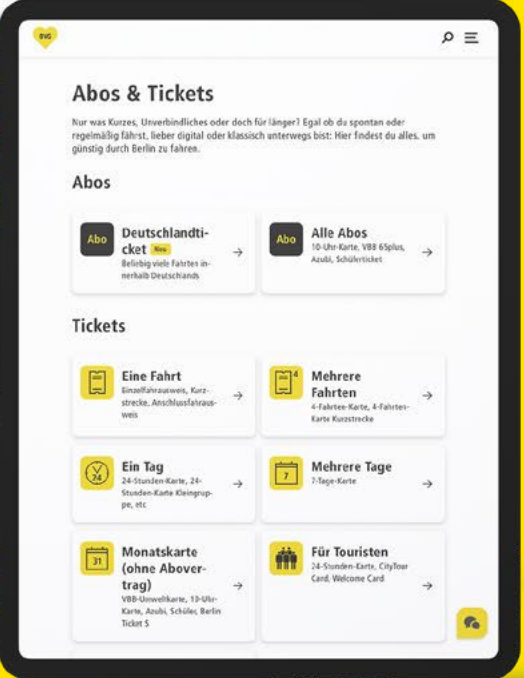 BVG
Abos & Tickets
Nur was Kurzes, Unverbindliches oder doch für länger? Egal ob du spontan oder
regelmäßig fährst, lieber digital oder klassisch unterwegs bist: Hier findest du alles, um
günstig durch Berlin zu fahren.
Abos
Abo
Deutschlandti-
cket Neu
Beliebig viele Fahrten in-
nerhalb Deutschlands
Abo
Alle Abos
10-Uhr-Karte, VBB 65plus,
Azubi, Schülerticket
Tickets
Eine Fahrt
Einzelfahrausweis, Kurz-
strecke, Anschlussfahraus-
weis
4
Mehrere
Fahrten
4-Fahrten-Karte, 4-Fahrten-
Karte Kurzstrecke
24
Ein Tag
24-Stunden-Karte, 24-
Stunden-Karte Kleingrup-
pe, etc
7
Mehrere Tage
7-Tage-Karte
31
Monatskarte
(ohne Abover-
trag)
VBB-Umweltkarte, 10-Uhr-
Karte, Azubi, Schüler, Berlin
Ticket S
Für Touristen
24-Stunden-Karte, CityTour
Card, Welcome Card